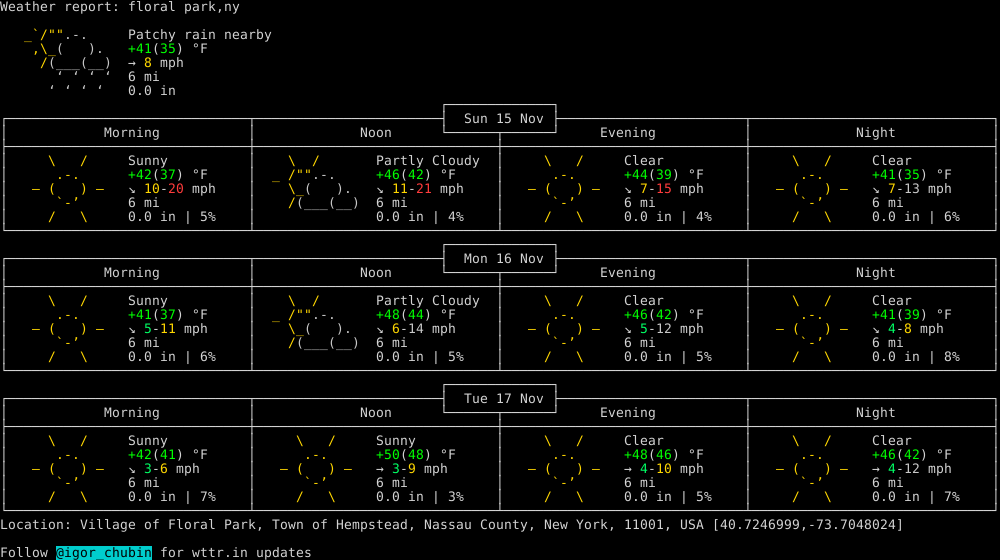 Weather report: floral park,ny
Patchy rain nearby
+41(35) °F
→ 8 mph
6 mi
0.0 in
Sun 15 Nov
Morning Noon Evening Night
Sunny Partly Cloudy Clear Clear
+42(37) °F +46(42) °F +44(39) °F +41(35) °F
↘ 10-20 mph ↘ 11-21 mph ↘ 7-15 mph ↘ 7-13 mph
6 mi 6 mi 6 mi 6 mi
0.0 in | 5% 0.0 in | 4% 0.0 in | 4% 0.0 in | 6%
Mon 16 Nov
Morning Noon Evening Night
Sunny Partly Cloudy Clear Clear
+41(37) °F +48(44) °F +46(42) °F +41(39) °F
↘ 5-11 mph ↘ 6-14 mph ↘ 5-12 mph ↘ 4-8 mph
6 mi 6 mi 6 mi 6 mi
0.0 in | 6% 0.0 in | 5% 0.0 in | 5% 0.0 in | 8%
Tue 17 Nov
Morning Noon Evening Night
Sunny Sunny Clear Clear
+42(41) °F +50(48) °F +48(46) °F +46(42) °F
↘ 3-6 mph → 3-9 mph → 4-10 mph → 4-12 mph
6 mi 6 mi 6 mi 6 mi
0.0 in | 7% 0.0 in | 3% 0.0 in | 5% 0.0 in | 7%
Location: Village of Floral Park, Town of Hempstead, Nassau County, New York, 11001, USA [40.7246999,-73.7048024]
Follow @igor_chubin for wttr.in updates